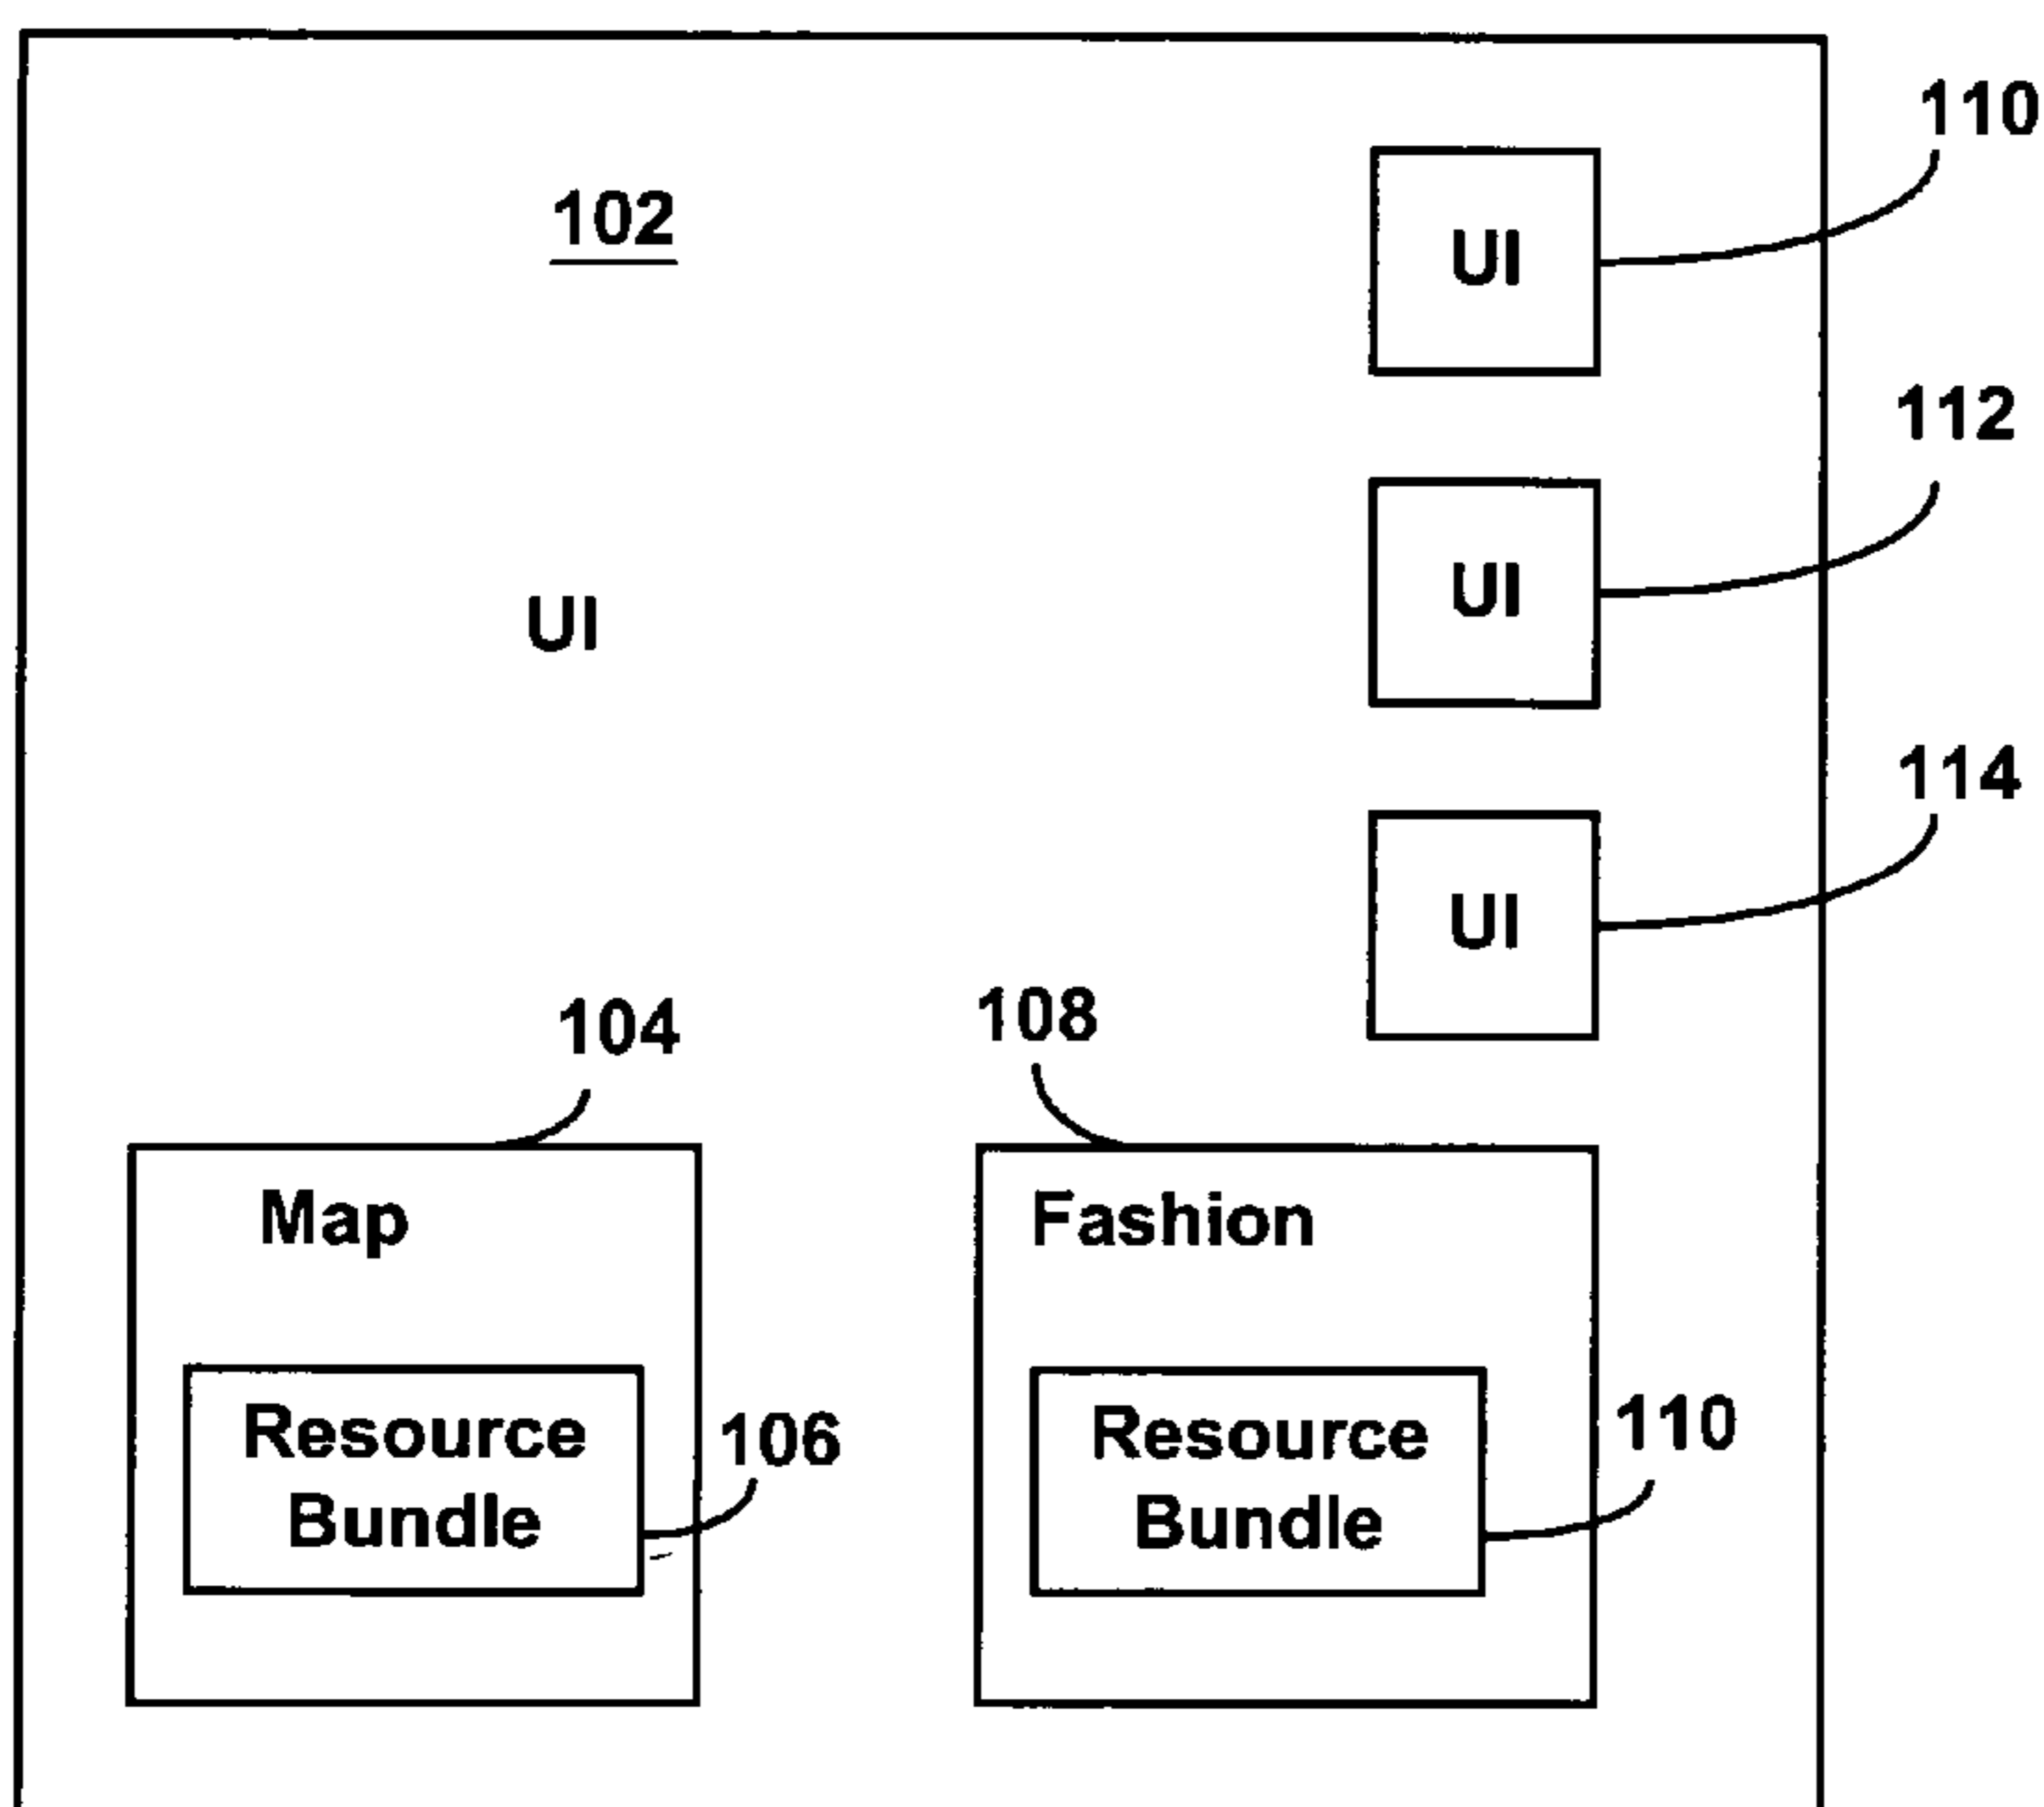 110
102
UI
112
UI
UI
114
UI
104
108
Map
Fashion
Resource
Bundle
106
Resource
Bundle
110